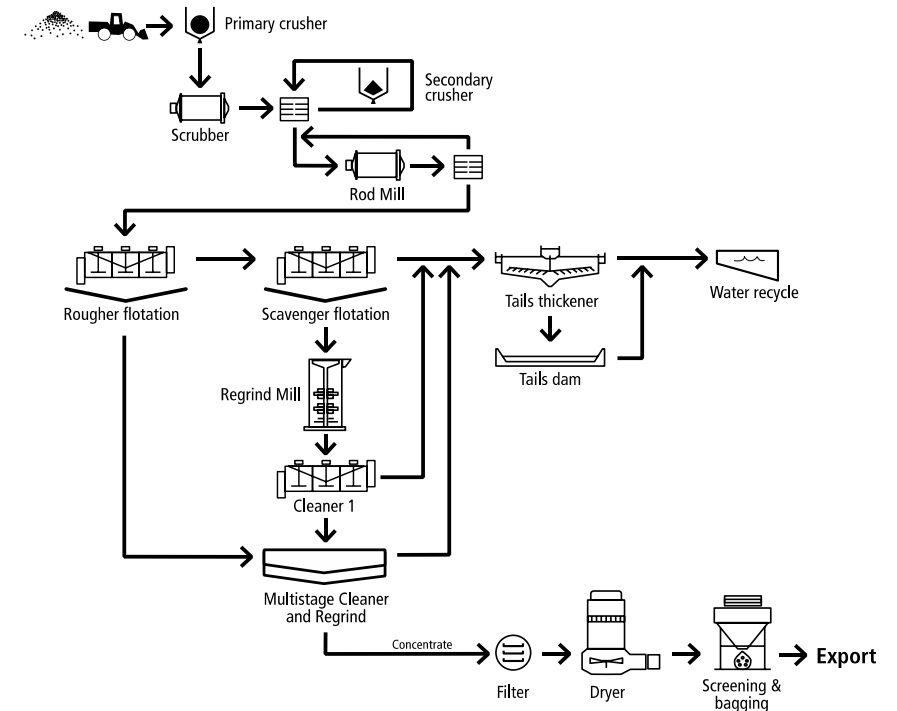 Primary crusher
Secondary
crusher
Scrubber
Rod Mill
Rougher flotation
Scavenger flotation
Tails thickener
Water recycle
Tails dam
Regrind Mill
Cleaner 1
Multistage Cleaner
and Regrind
Concentrate
Filter
Dryer
Screening &
bagging
Export